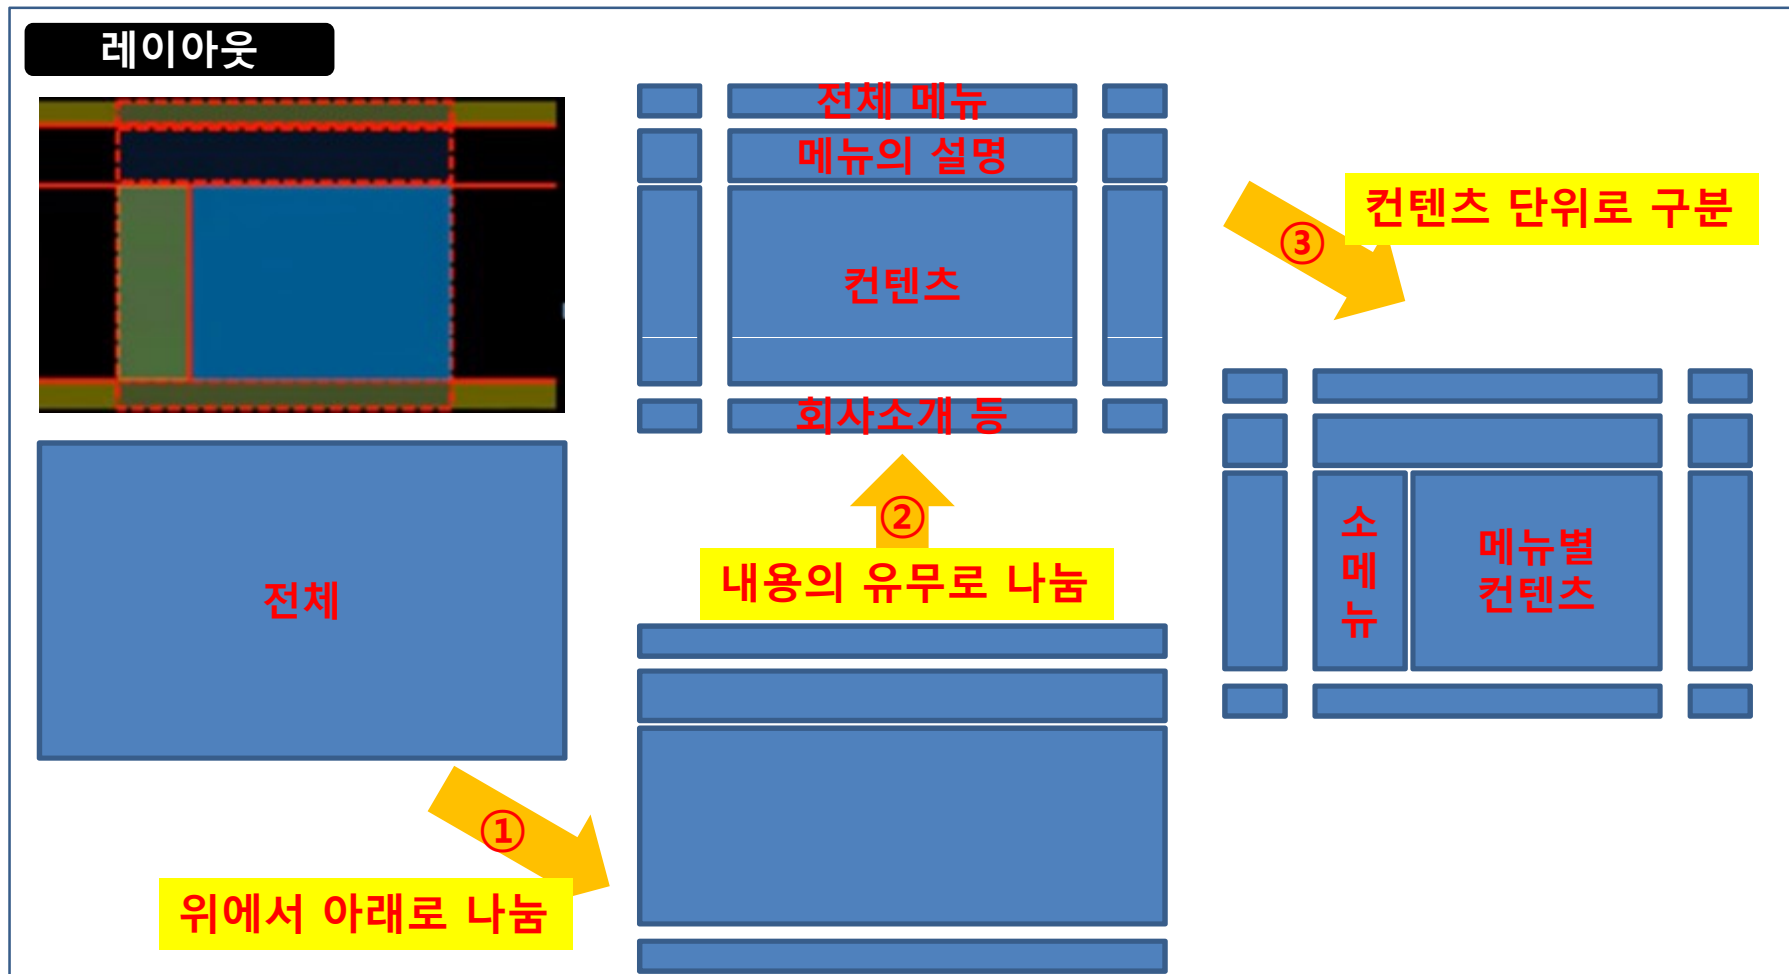 레이아웃
전체 메뉴
메뉴의 설명
컨텐츠
회사소개 등
②
내용의 유무로 나눔
③
컨텐츠 단위로 구분
소
메
뉴
메뉴별
컨텐츠
전체
①
위에서 아래로 나눔